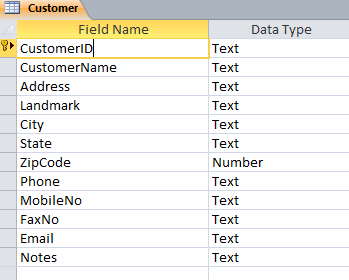 Customer
Field Name Data Type
CustomerID Text
CustomerName Text
Address Text
Landmark Text
City Text
State Text
ZipCode Number
Phone Text
MobileNo Text
FaxNo Text
Email Text
Notes Text